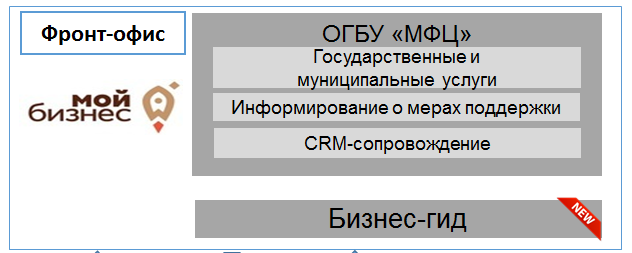 Фронт-офис
мой
бизнес
ОГБУ «МФЦ»
Государственные и
муниципальные услуги
Информирование о мерах поддержки
CRM-сопровождение
Бизнес-гид
NEW